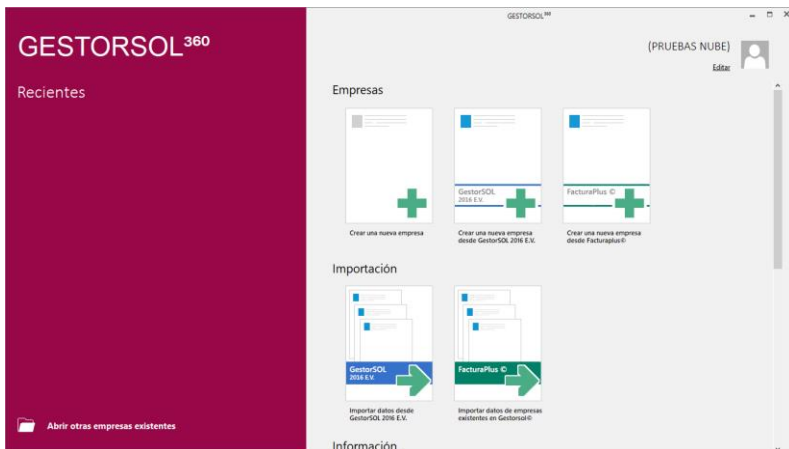 GESTORSOL³⁶⁰
GESTORSOL³⁶⁰
(PRUEBAS NUBE)
Editar
Recientes
Empresas
GestorSOL
2016 E.V.
FacturaPlus ©
Crear una nueva empresa
Crear una nueva empresa
desde GestorSOL 2016 E.V.
Crear una nueva empresa
desde Facturaplus©
Importación
GestorSOL
2016 E.V.
FacturaPlus ©
Importar datos desde
GestorSOL 2016 E.V.
Importar datos de empresas
existentes en Gestorsol©
Abrir otras empresas existentes
Información